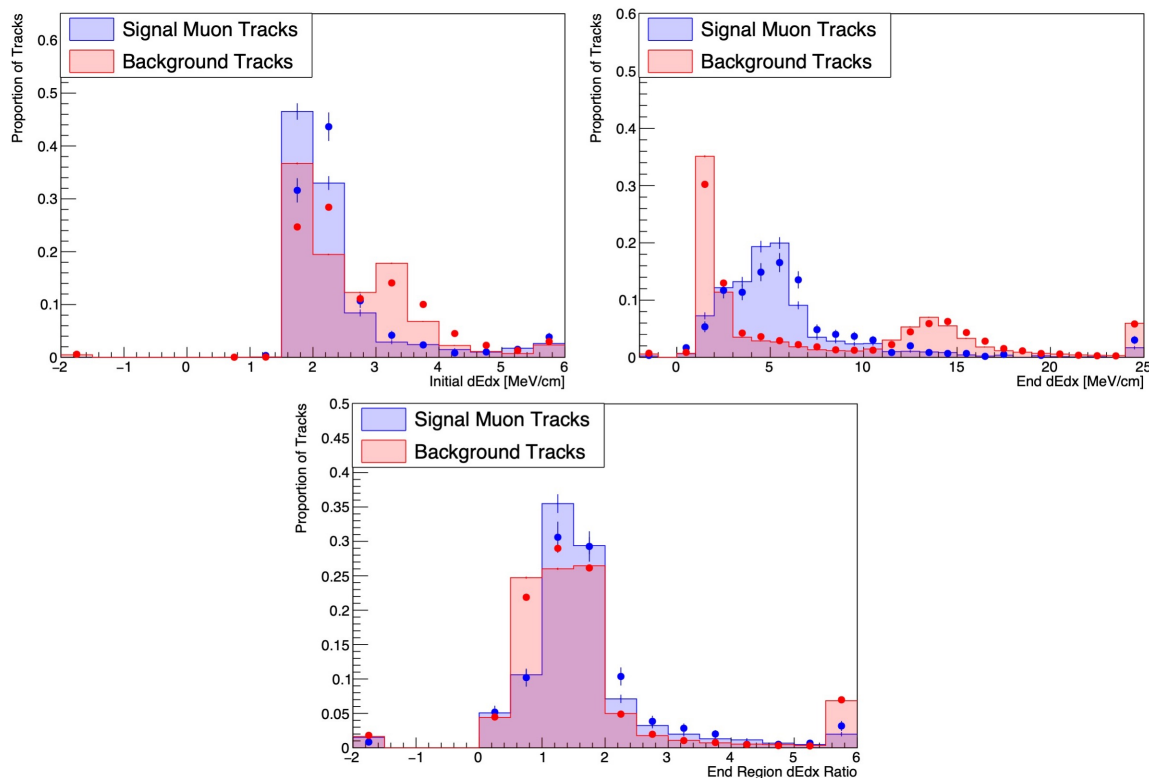 Proportion of Tracks
0.6
0.5
0.4
0.3
0.2
0.1
0
Signal Muon Tracks
Background Tracks
−2 −1 0 1 2 3 4 5 6
Initial dEdx [MeV/cm]
Proportion of Tracks
0.6
0.5
0.4
0.3
0.2
0.1
0
Signal Muon Tracks
Background Tracks
0 5 10 15 20 25
End dEdx [MeV/cm]
Proportion of Tracks
0.5
0.45
0.4
0.35
0.3
0.25
0.2
0.15
0.1
0.05
0
Signal Muon Tracks
Background Tracks
−2 −1 0 1 2 3 4 5 6
End Region dEdx Ratio